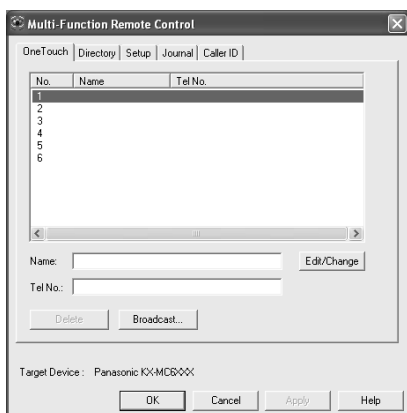 Multi-Function Remote Control
OneTouch Directory Setup Journal Caller ID
No. Name Tel No.
1
2
3
4
5
6
Name: Edit/Change
Tel No.:
Delete Broadcast...
Target Device : Panasonic KX-MC6XXX
OK Cancel Apply Help